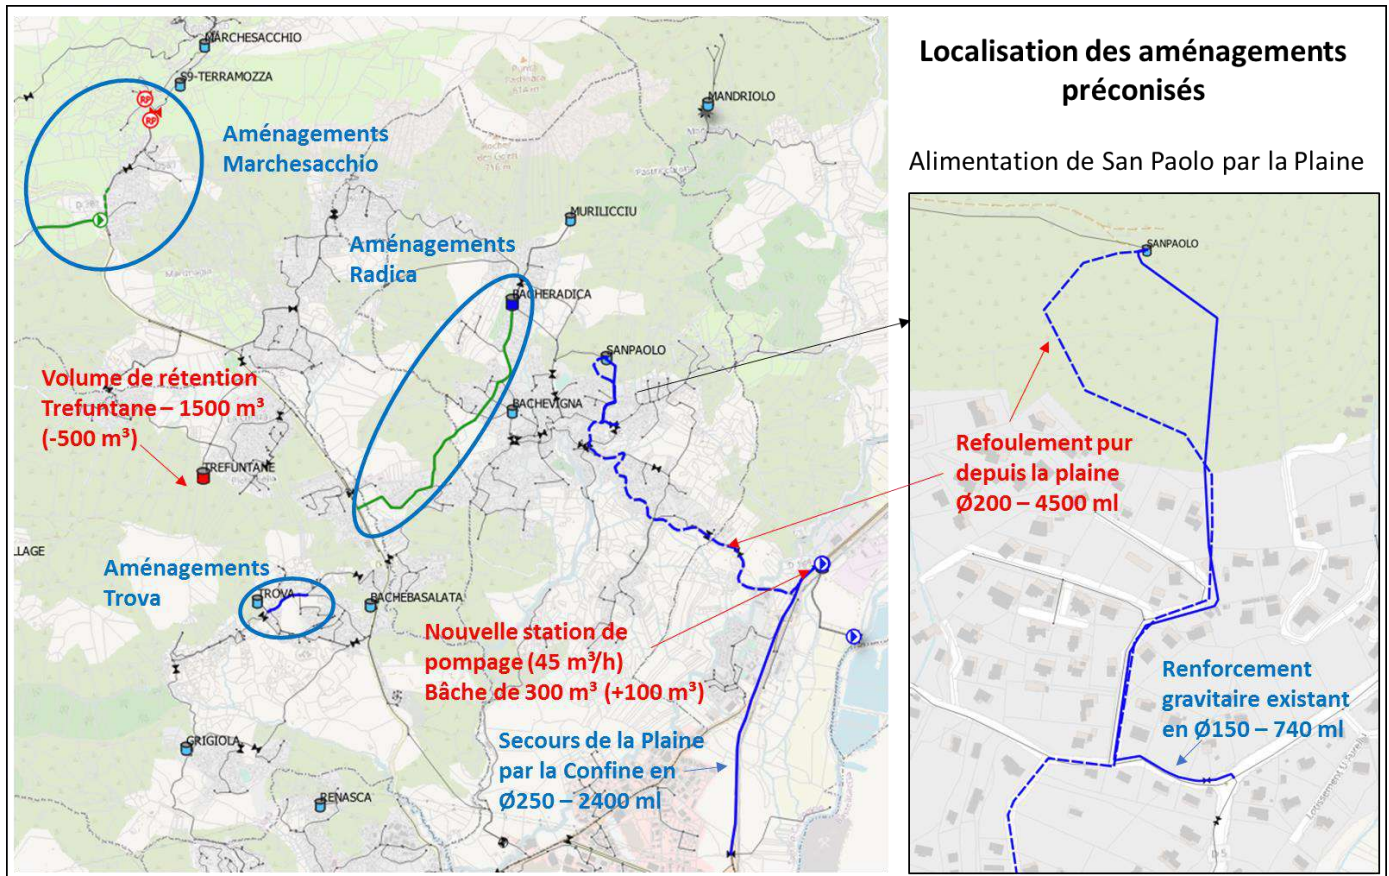 Localisation des aménagements
préconisés
Alimentation de San Paolo par la Plaine
MARCHESACCHIO
S9-TERRAMOZZA
RP
RP
Aménagements
Marchesacchio
MANDRIOLO
MURILICCIU
Aménagements
Radica
BACHERADICA
SANPAOLO
BACHEVIGNA
Volume de rétention
Trefuntane – 1500 m³
(-500 m³)
TREFUNTANE
LLAGE
Aménagements
Trova
TROVA
BACHEBASALATA
Nouvelle station de
pompage (45 m³/h)
Bâche de 300 m³ (+100 m³)
Secours de la Plaine
par la Confine en
Ø250 – 2400 ml
GRIGIOLA
RENASCA
SANPAOLO
Refoulement pur
depuis la plaine
Ø200 – 4500 ml
Renforcement
gravitaire existant
en Ø150 – 740 ml
D 5